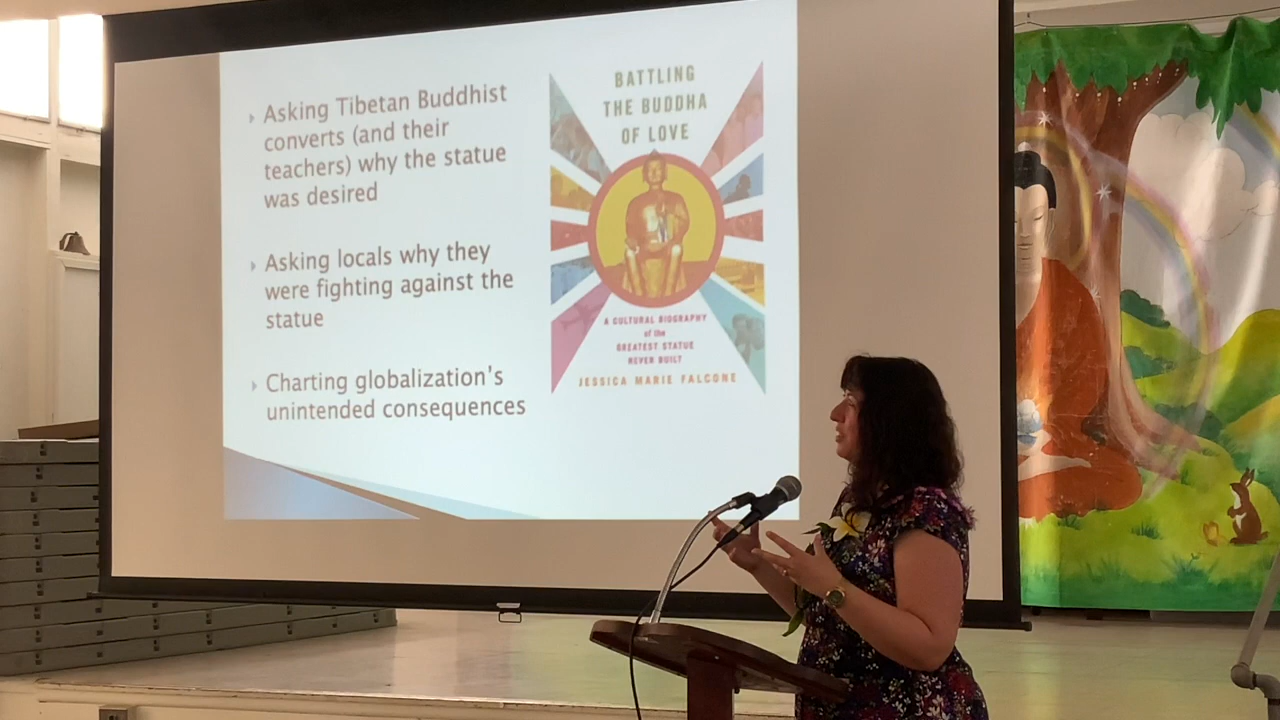 Asking Tibetan Buddhist
converts (and their
teachers) why the statue
was desired
Asking locals why they
were fighting against the
statue
Charting globalization's
unintended consequences
BATTLING
THE BUDDHA
OF LOVE
A CULTURAL BIOGRAPHY
of the
GREATEST STATUE
NEVER BUILT
JESSICA MARIE FALCONE